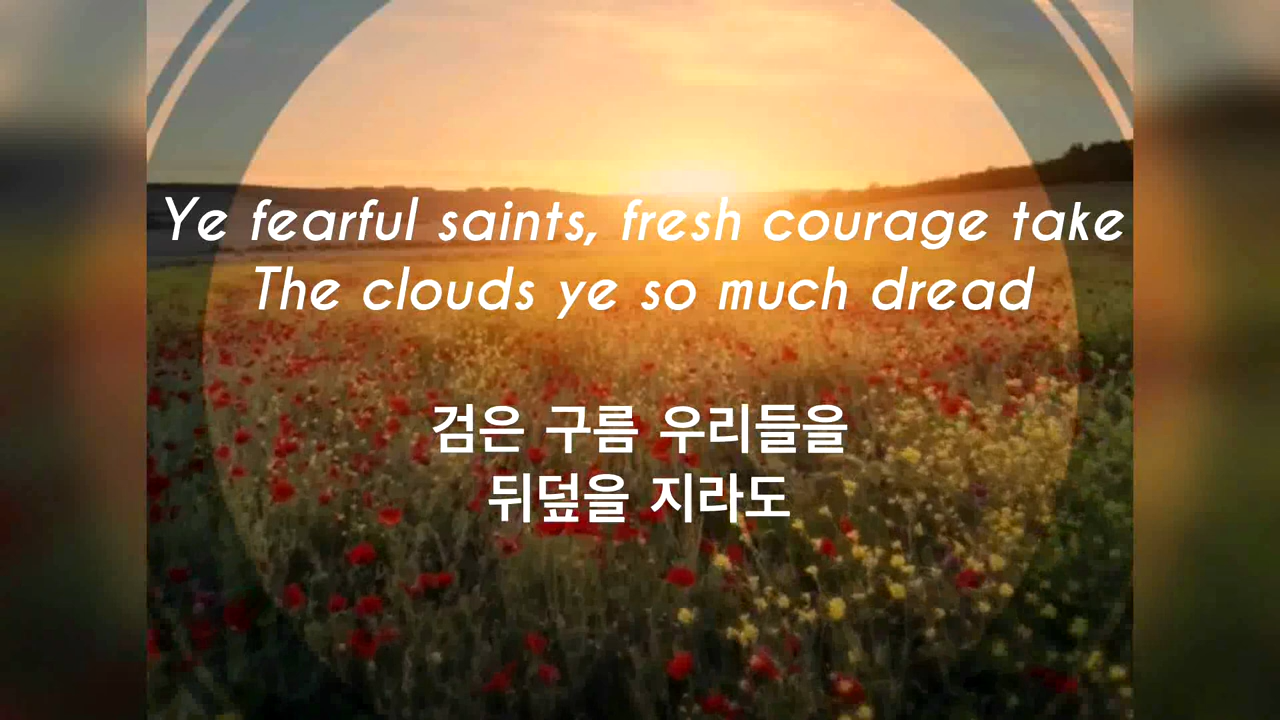 Ye fearful saints, fresh courage take
The clouds ye so much dread
검은 구름 우리들을
뒤덮을 지라도